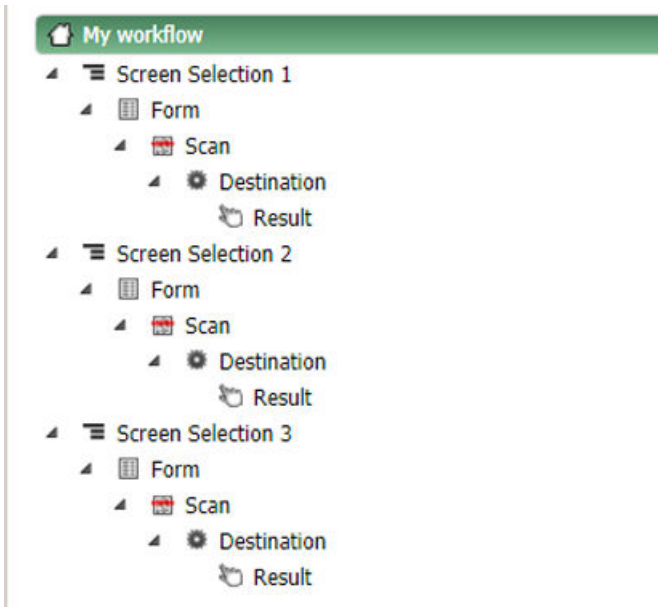 My workflow
Screen Selection 1
Form
Scan
Destination
Result
Screen Selection 2
Form
Scan
Destination
Result
Screen Selection 3
Form
Scan
Destination
Result